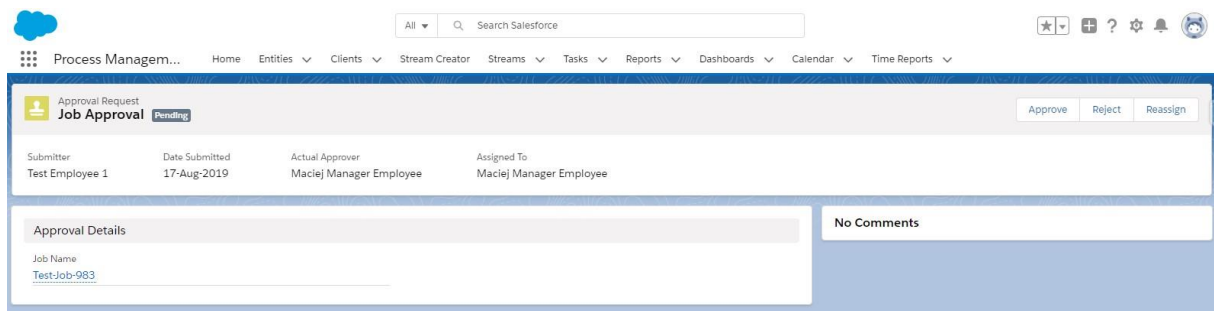 All Search Salesforce
Process Managem... Home Entities Clients Stream Creator Streams Tasks Reports Dashboards Calendar Time Reports
Approval Request
Job Approval Pending
Approve Reject Reassign
Submitter Date Submitted Actual Approver Assigned To
Test Employee 1 17-Aug-2019 Maciej Manager Employee Maciej Manager Employee
Approval Details
No Comments
Job Name
Test-Job-983